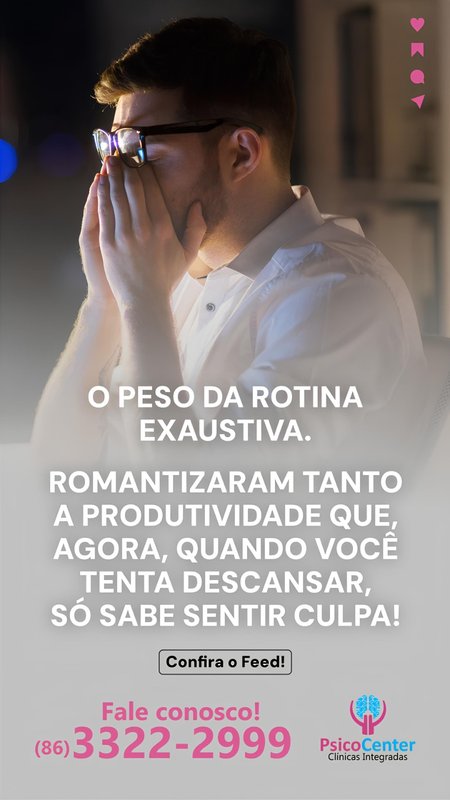 O PESO DA ROTINA
EXAUSTIVA.
ROMANTIZARAM TANTO
A PRODUTIVIDADE QUE,
AGORA, QUANDO VOCÊ
TENTA DESCANSAR,
SÓ SABE SENTIR CULPA!
Confira o Feed!
Fale conosco!
(86) 3322-2999
PsicoCenter
Clínicas Integradas